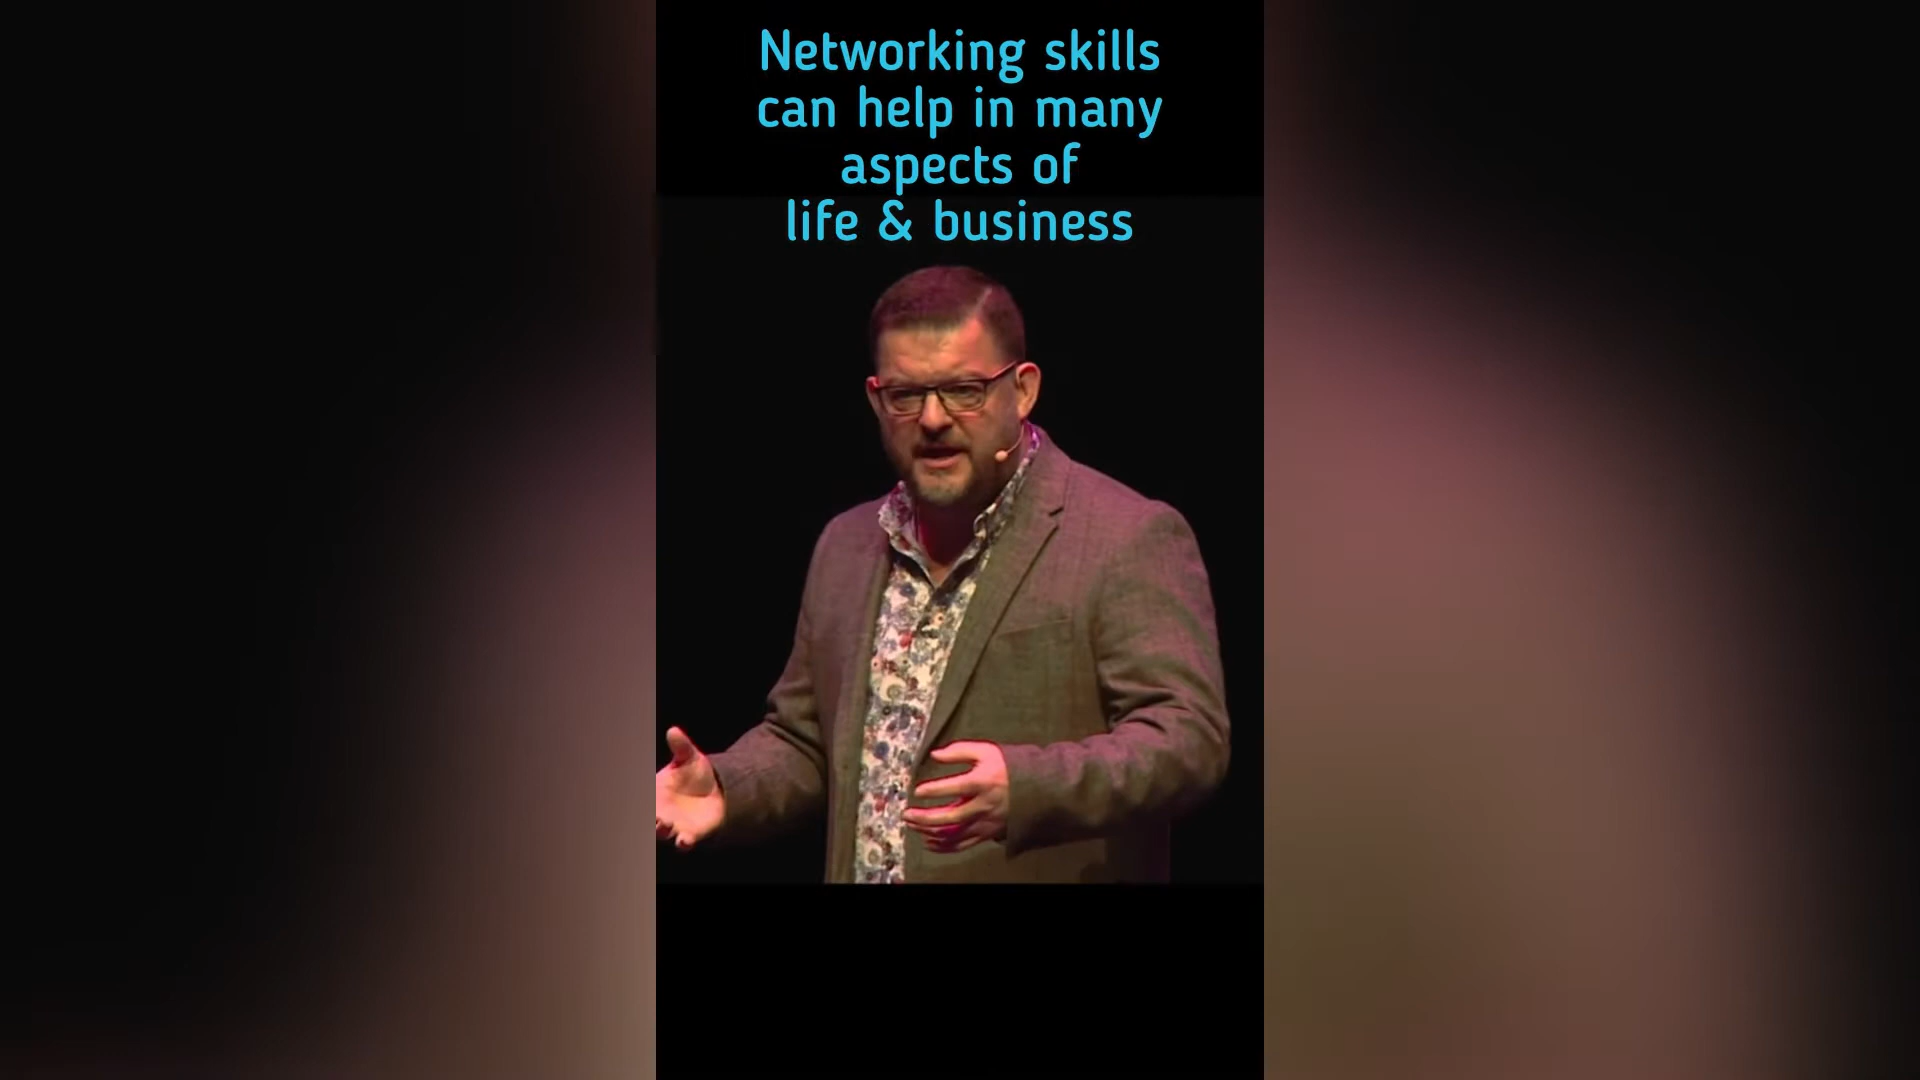 Networking skills
can help in many
aspects of
life & business